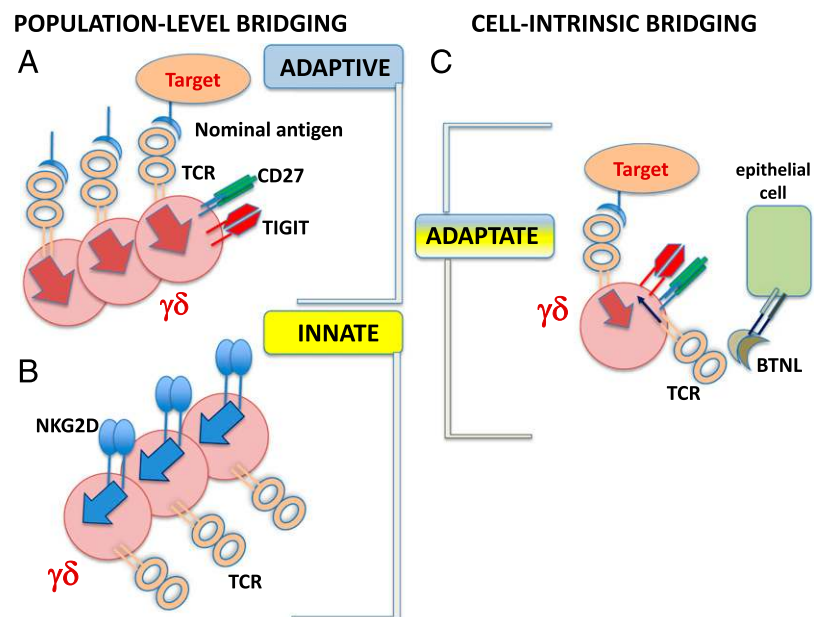 POPULATION-LEVEL BRIDGING
CELL-INTRINSIC BRIDGING
A
Target
ADAPTIVE
Nominal antigen
TCR
CD27
TIGIT
γδ
INNATE
B
NKG2D
γδ
TCR
C
Target
epithelial
cell
ADAPTATE
γδ
BTNL
TCR